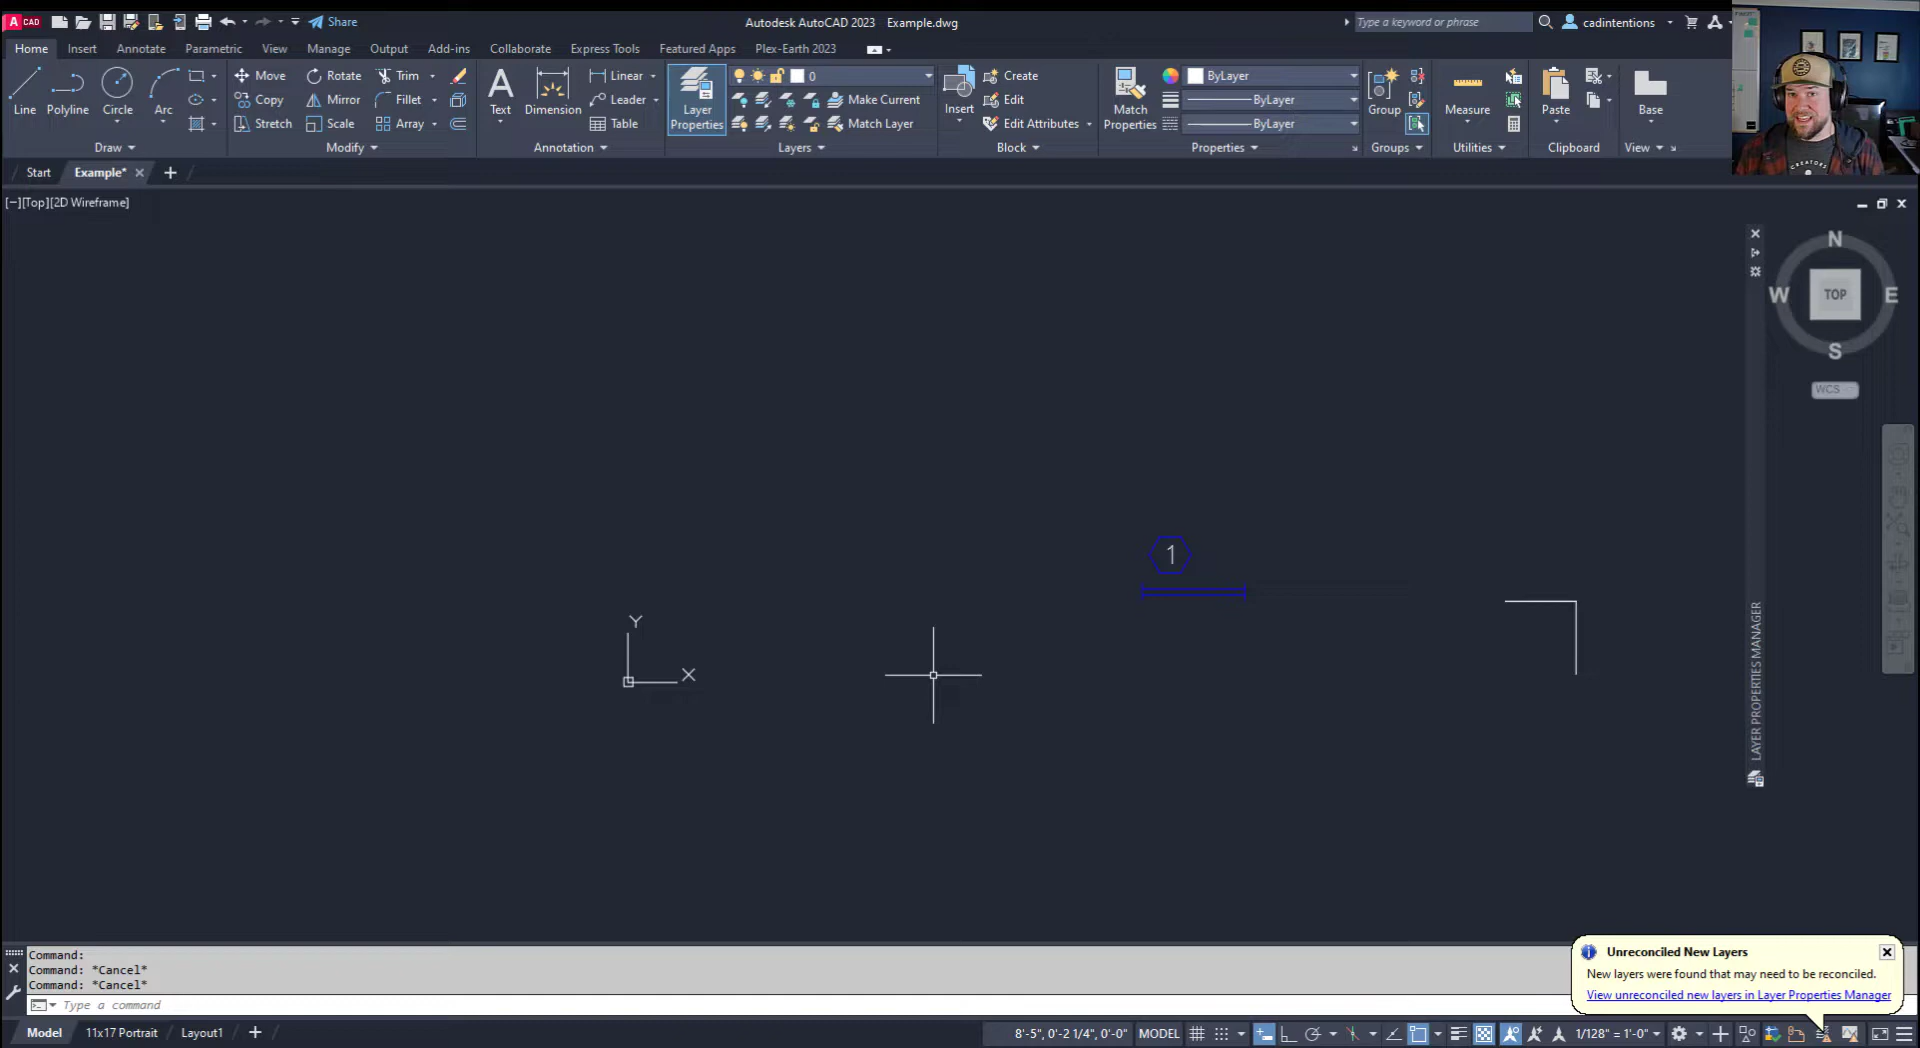 CAD
Share
Autodesk AutoCAD 2023 Example.dwg
Type a keyword or phrase
cadintentions
Home Insert Annotate Parametric View Manage Output Add-ins Collaborate Express Tools Featured Apps Plex-Earth 2023
Line Polyline Circle Arc
Move Rotate Trim
Copy Mirror Fillet
Stretch Scale Array
Text Dimension
Linear
Leader
Table
Layer
Properties
0
Make Current
Match Layer
Insert
Create
Edit
Edit Attributes
Match
Properties
ByLayer
ByLayer
ByLayer
Group
Measure
Paste
Base
Draw Modify Annotation Layers Block Properties Groups Utilities Clipboard View
Start Example*
[−][Top][2D Wireframe]
N
W TOP E
S
WCS
1
Y
X
LAYER PROPERTIES MANAGER
CREATORS
Command:
Command: *Cancel*
Command: *Cancel*
Type a command
Unreconciled New Layers
New layers were found that may need to be reconciled.
View unreconciled new layers in Layer Properties Manager
Model 11x17 Portrait Layout1
8'-5", 0'-2 1/4", 0'-0" MODEL 1/128" = 1'-0"